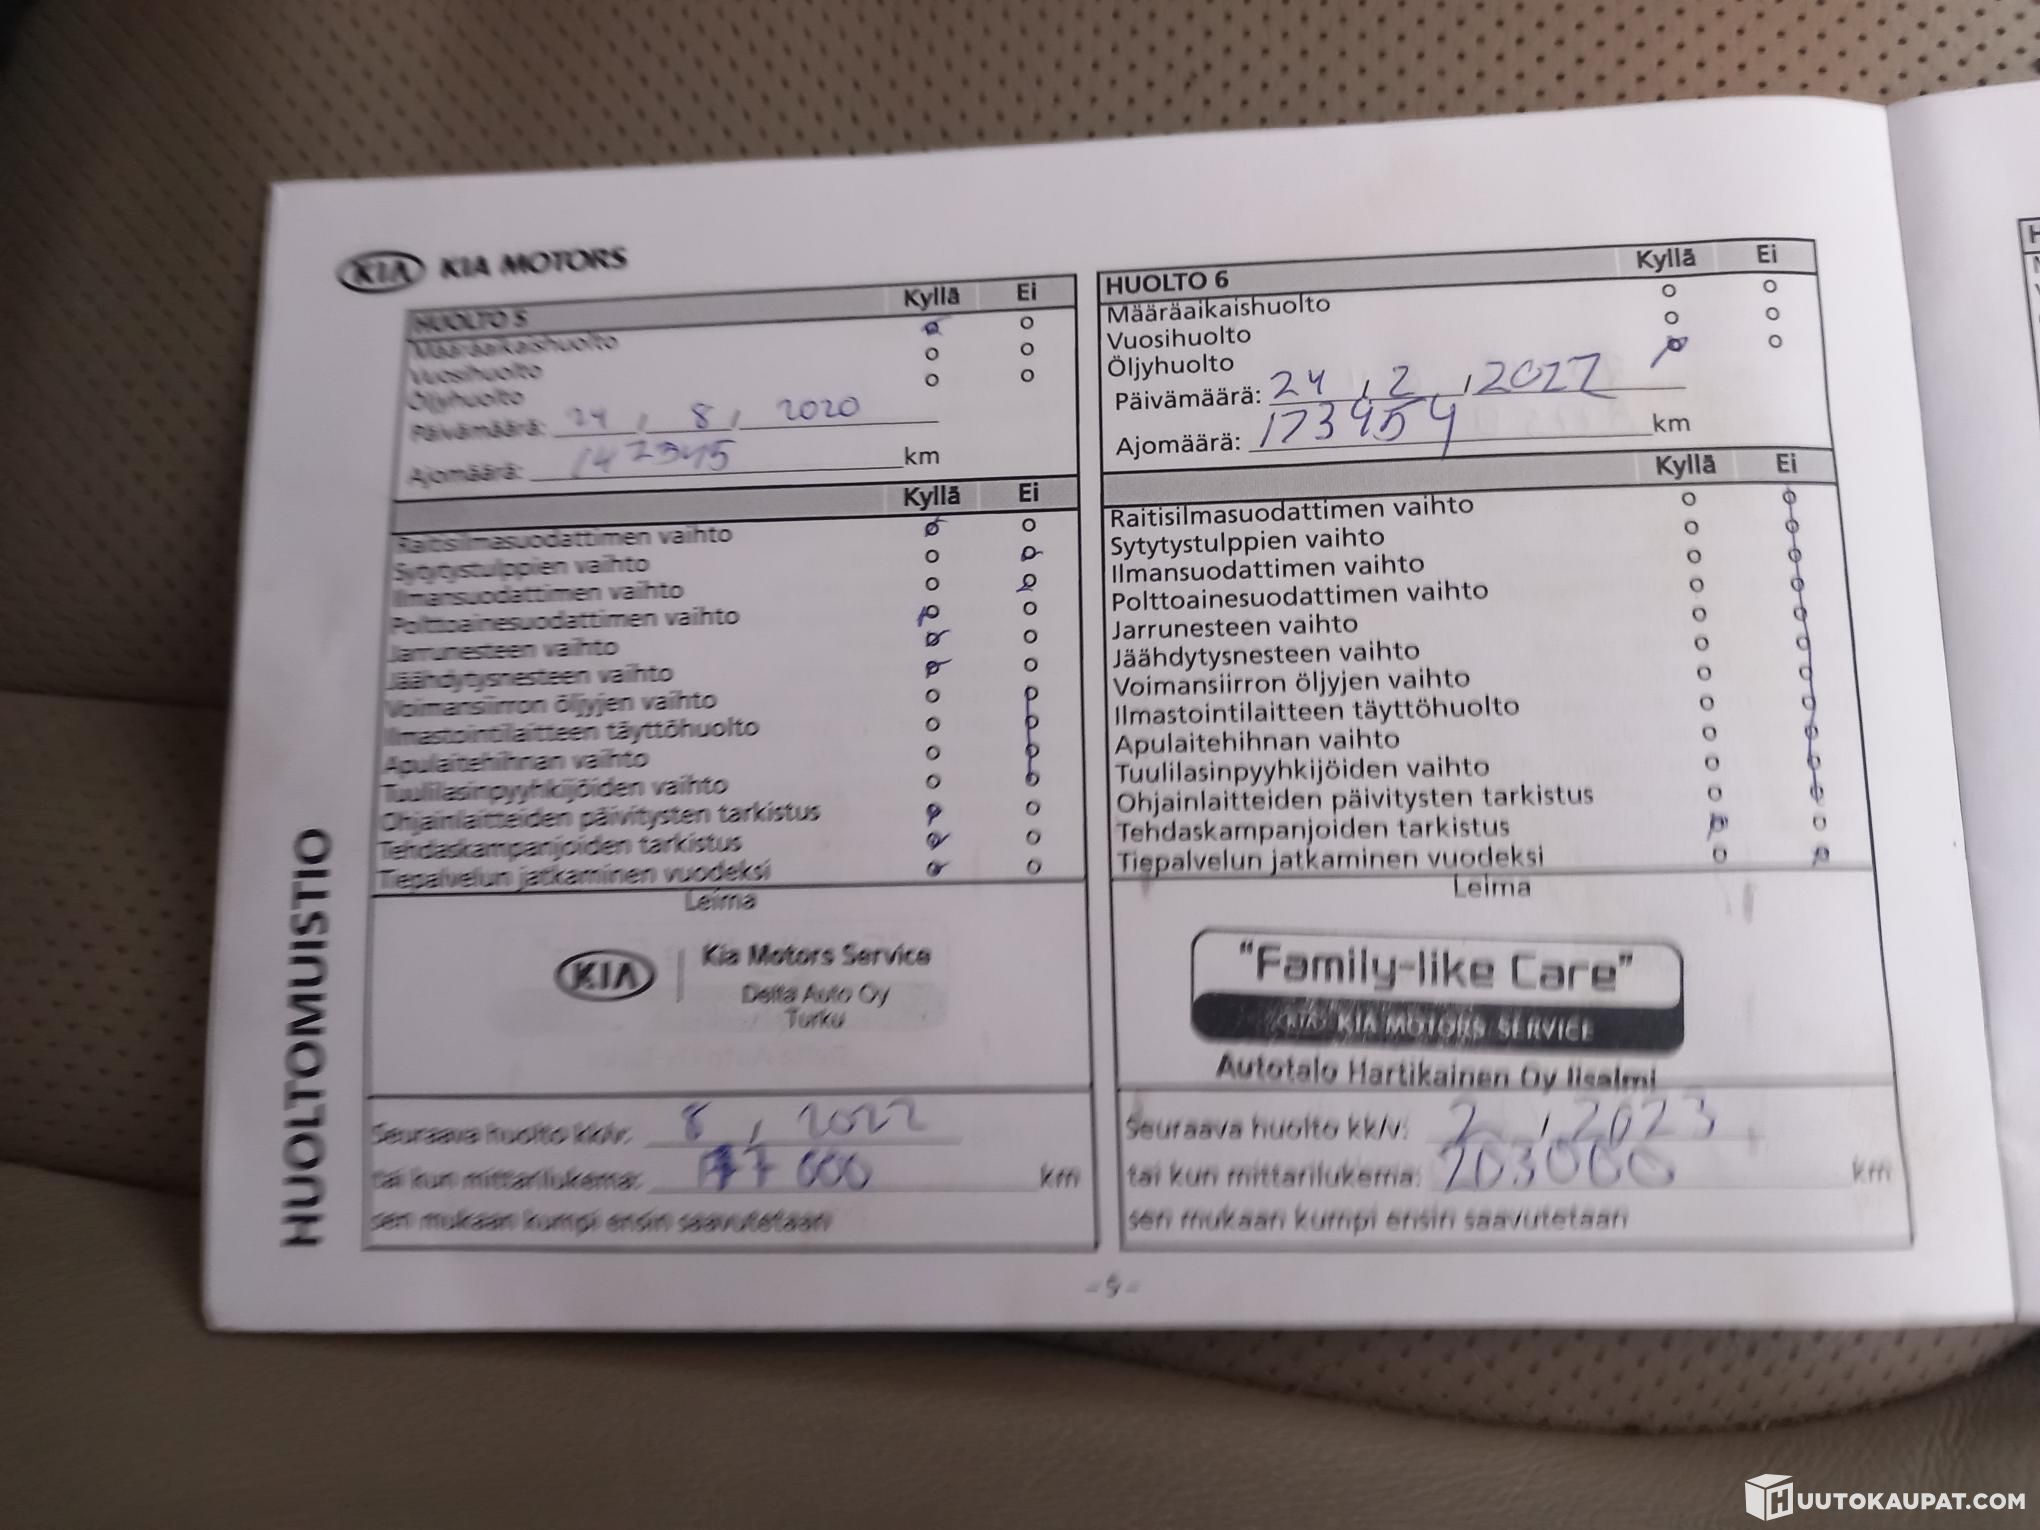 KIA KIA MOTORS
HUOLTOMUISTIO
HUOLTO 5 Kyllä Ei
Määräaikaishuolto
Vuosihuolto
Öljyhuolto
Päivämäärä: 24 , 8 , 2020
Ajomäärä: 147345 km
Kyllä Ei
Raitisilmasuodattimen vaihto
Sytytystulppien vaihto
Ilmansuodattimen vaihto
Polttoainesuodattimen vaihto
Jarrunesteen vaihto
Jäähdytysnesteen vaihto
Voimansiirron öljyjen vaihto
Ilmastointilaitteen täyttöhuolto
Apulaitehihnan vaihto
Tuulilasinpyyhkijöiden vaihto
Ohjainlaitteiden päivitysten tarkistus
Tehdaskampanjoiden tarkistus
Tiepalvelun jatkaminen vuodeksi
Leima
KIA Kia Motors Service
Delta Auto Oy
Turku
Seuraava huolto kk/v: 8 , 2022
tai kun mittarilukema: 177 000 km
sen mukaan kumpi ensin saavutetaan
HUOLTO 6 Kyllä Ei
Määräaikaishuolto
Vuosihuolto
Öljyhuolto
Päivämäärä: 24 , 2 , 2022
Ajomäärä: 173954 km
Kyllä Ei
Raitisilmasuodattimen vaihto
Sytytystulppien vaihto
Ilmansuodattimen vaihto
Polttoainesuodattimen vaihto
Jarrunesteen vaihto
Jäähdytysnesteen vaihto
Voimansiirron öljyjen vaihto
Ilmastointilaitteen täyttöhuolto
Apulaitehihnan vaihto
Tuulilasinpyyhkijöiden vaihto
Ohjainlaitteiden päivitysten tarkistus
Tehdaskampanjoiden tarkistus
Tiepalvelun jatkaminen vuodeksi
Leima
"Family-like Care"
KIA KIA MOTORS SERVICE
Autotalo Hartikainen Oy Iisalmi
Seuraava huolto kk/v: 2 , 2023
tai kun mittarilukema: 203000 km
sen mukaan kumpi ensin saavutetaan
- 9 -
HUUTOKAUPAT.COM